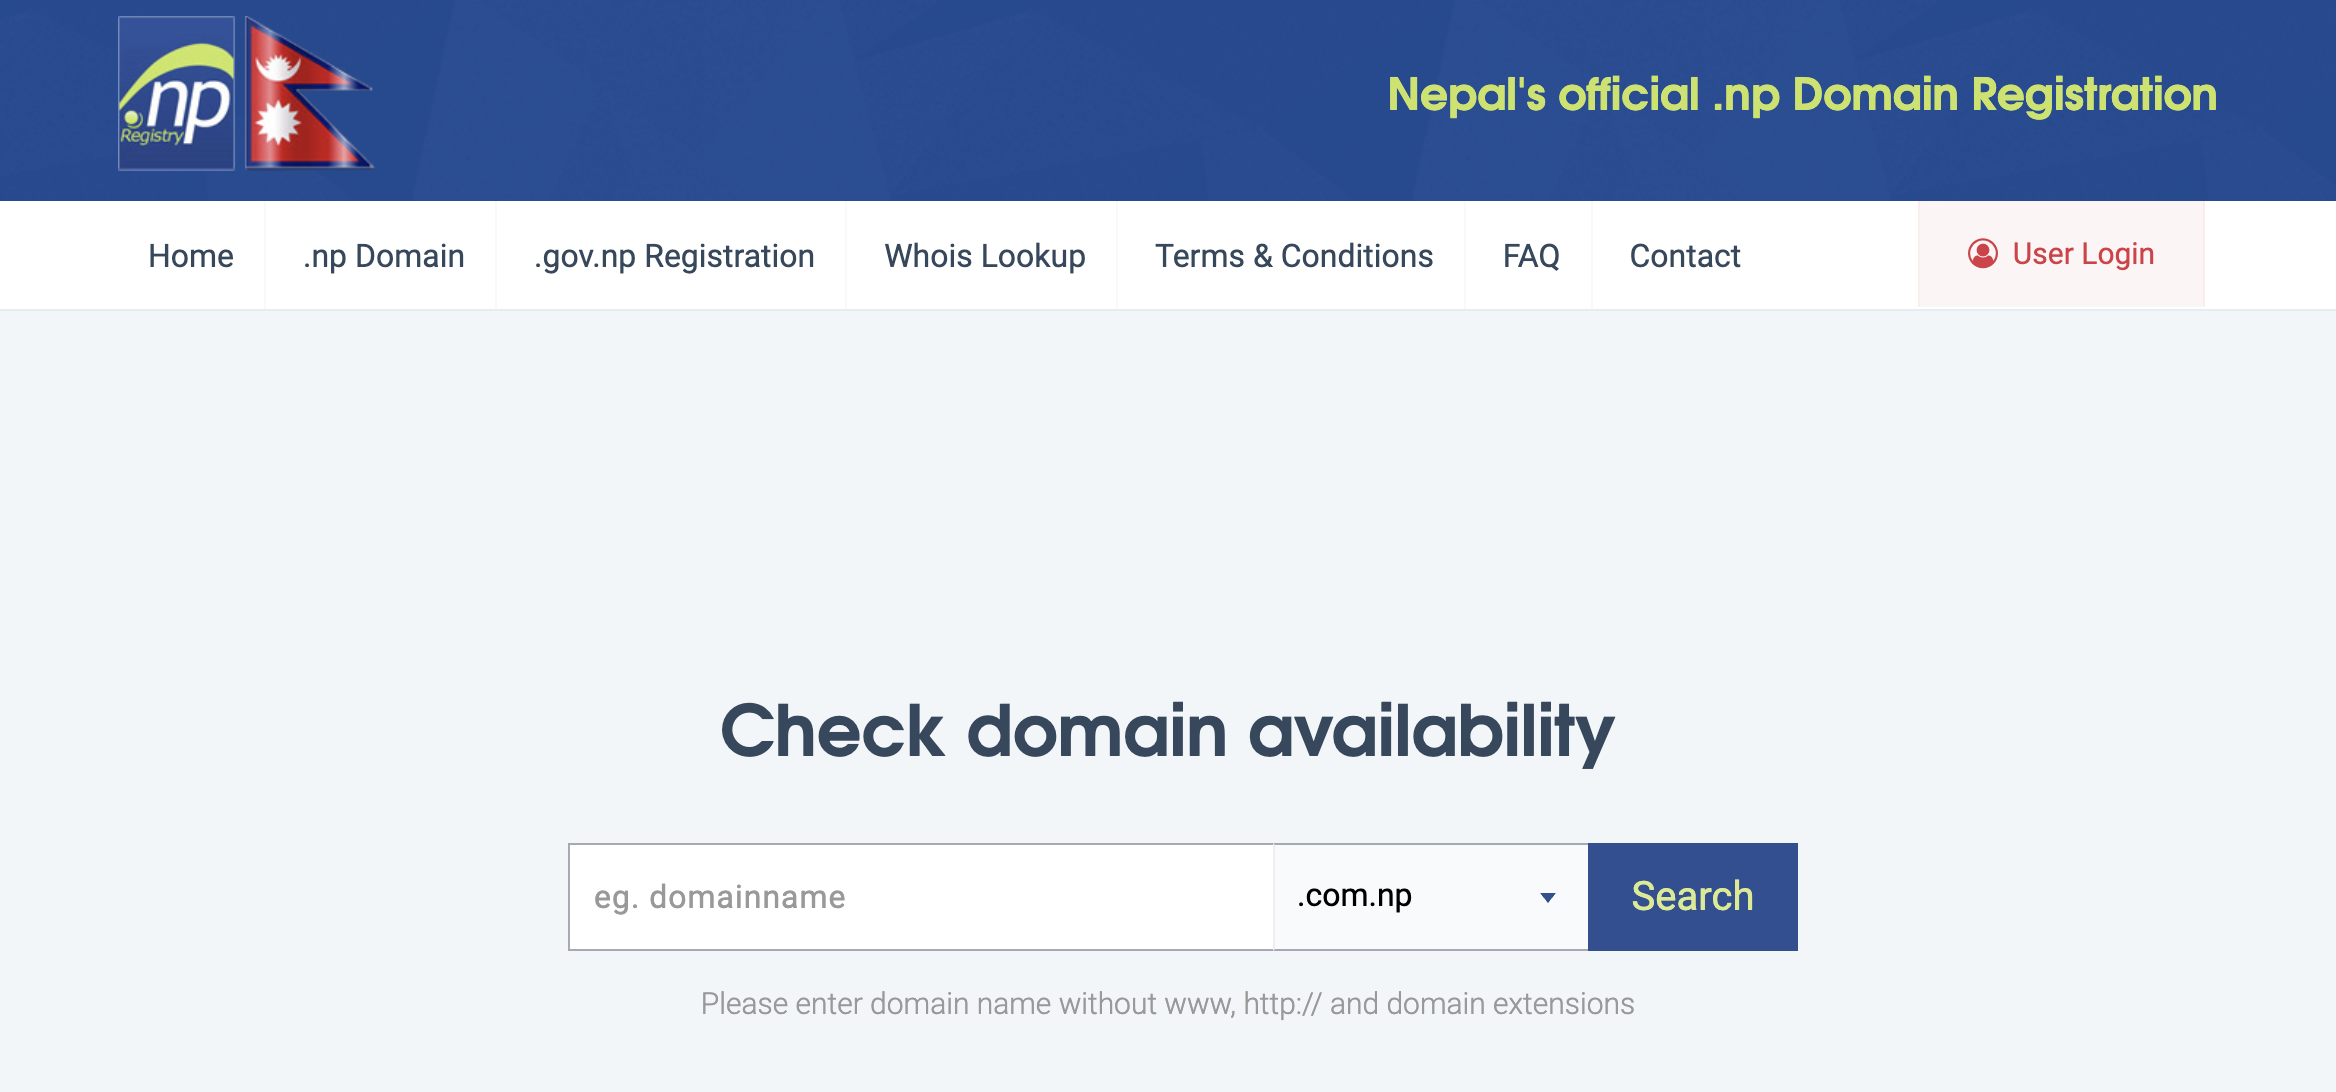 .np
Registry
Nepal's official .np Domain Registration
Home
.np Domain
.gov.np Registration
Whois Lookup
Terms & Conditions
FAQ
Contact
User Login
Check domain availability
eg. domainname
.com.np
Search
Please enter domain name without www, http:// and domain extensions